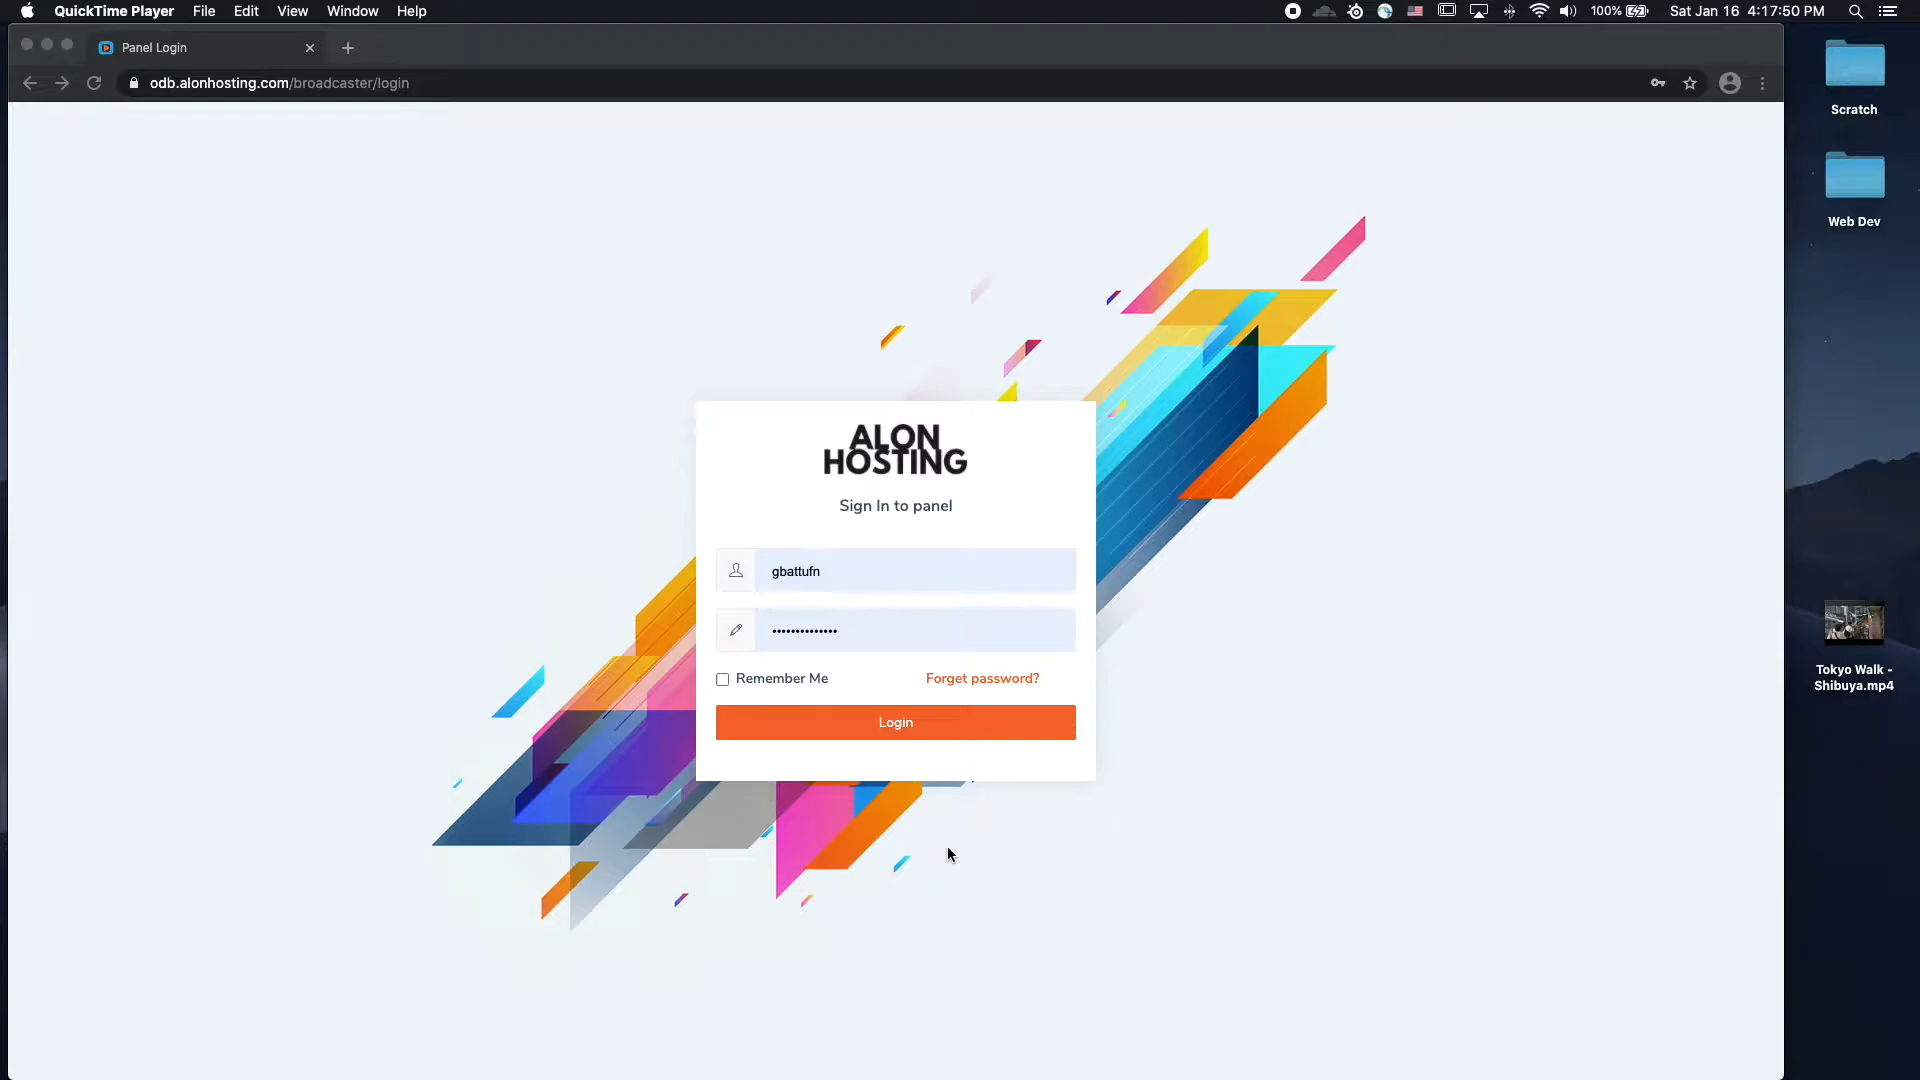 QuickTime Player File Edit View Window Help 100% Sat Jan 16 4:17:50 PM
Panel Login
odb.alonhosting.com/broadcaster/login
Scratch
Web Dev
ALON
HOSTING
Sign In to panel
gbattufn
••••••••••••••
Remember Me Forget password?
Login
Tokyo Walk -
Shibuya.mp4